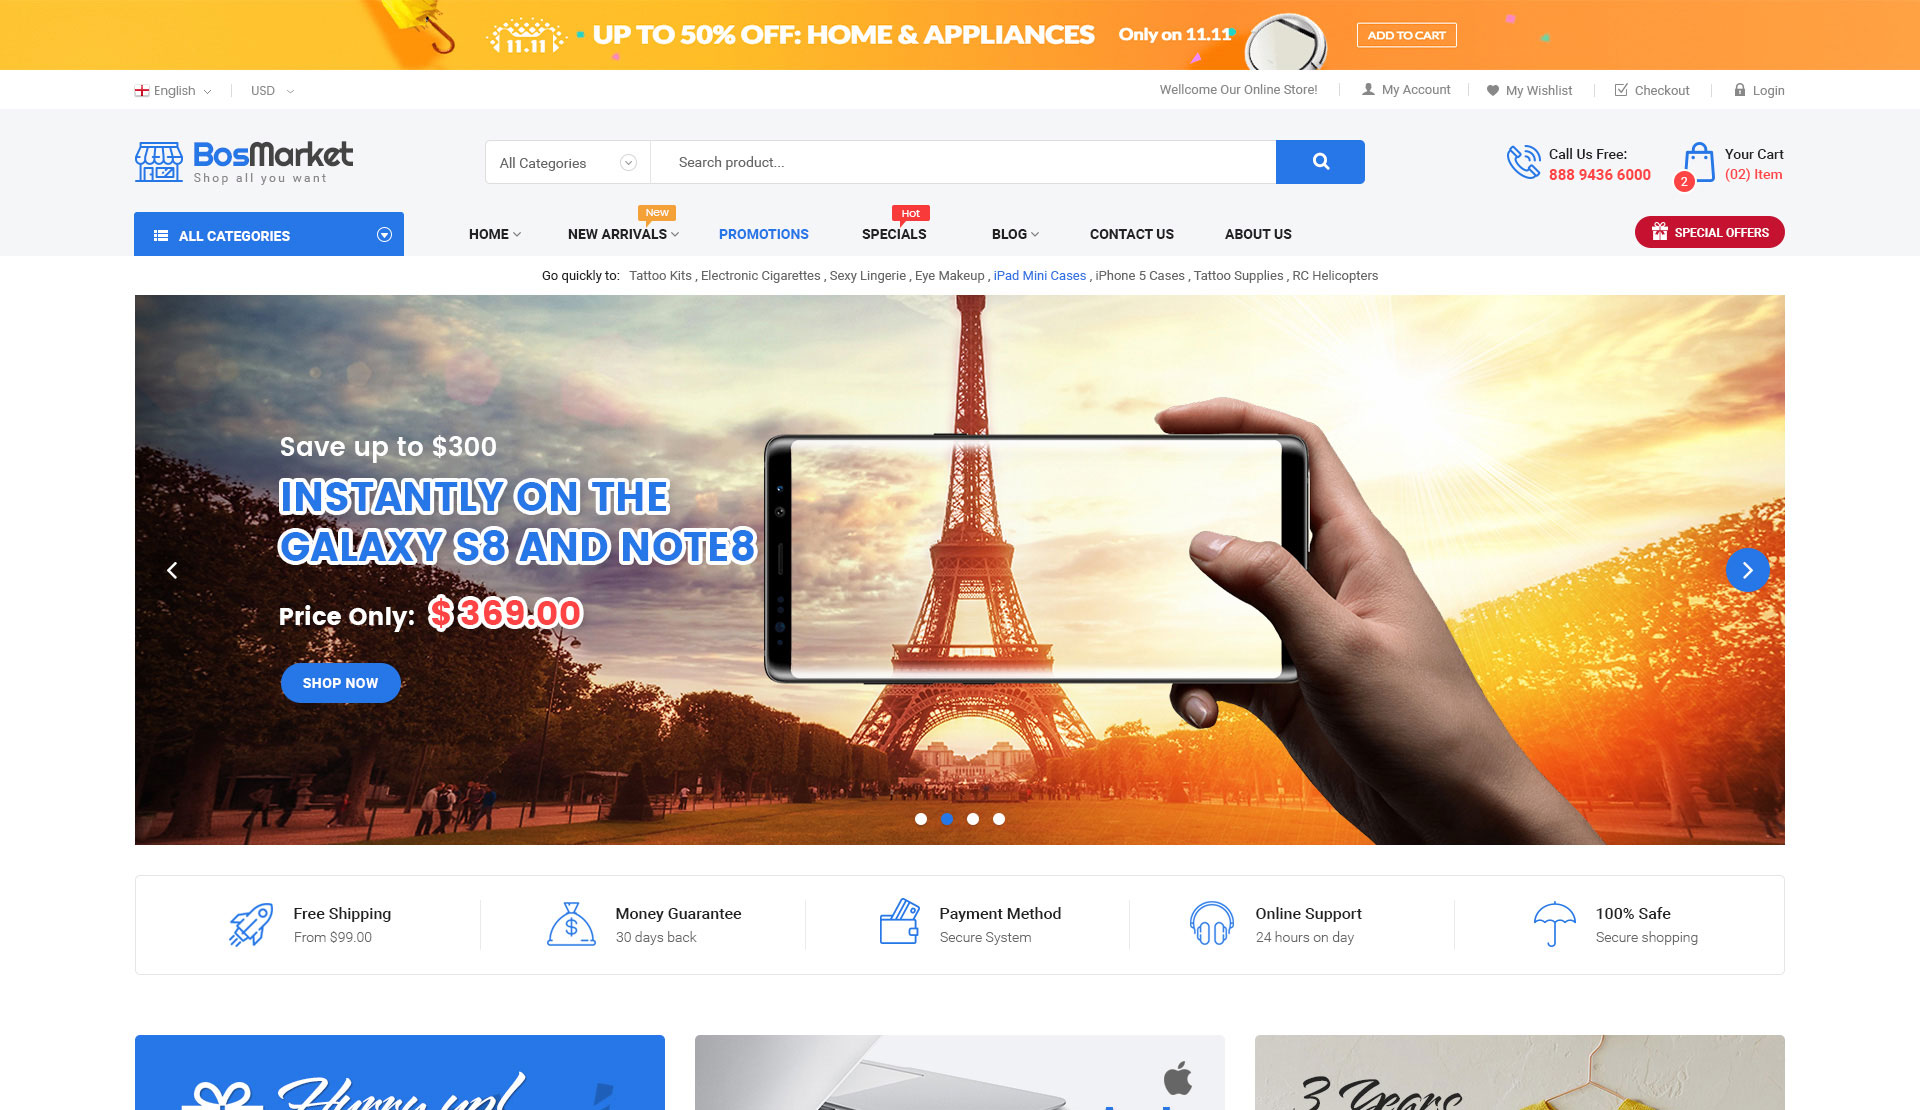 11.11 UP TO 50% OFF: HOME & APPLIANCES Only on 11.11 ADD TO CART
English USD Wellcome Our Online Store! My Account My Wishlist Checkout Login
BosMarket
Shop all you want
All Categories Search product...
Call Us Free:
888 9436 6000
2
Your Cart
(02) Item
New Hot
ALL CATEGORIES HOME NEW ARRIVALS PROMOTIONS SPECIALS BLOG CONTACT US ABOUT US SPECIAL OFFERS
Go quickly to: Tattoo Kits , Electronic Cigarettes , Sexy Lingerie , Eye Makeup , iPad Mini Cases , iPhone 5 Cases , Tattoo Supplies , RC Helicopters
Save up to $300
INSTANTLY ON THE
GALAXY S8 AND NOTE8
Price Only: $ 369.00
SHOP NOW
Free Shipping
From $99.00
$
Money Guarantee
30 days back
Payment Method
Secure System
Online Support
24 hours on day
100% Safe
Secure shopping
Hurry up!
3 Years